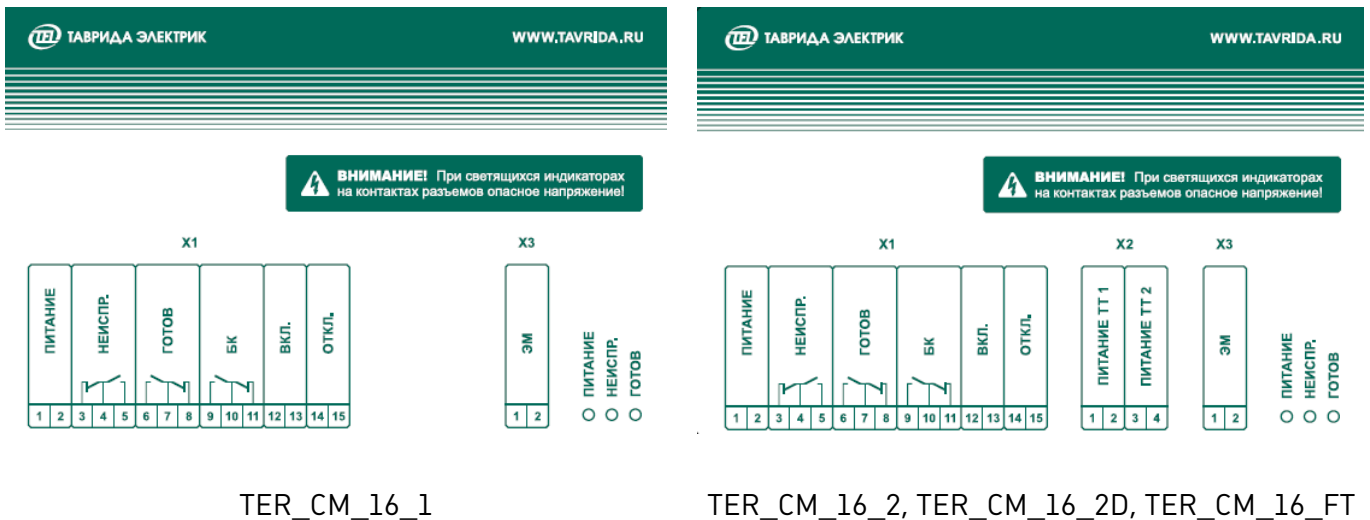 TEL ТАВРИДА ЭЛЕКТРИК WWW.TAVRIDA.RU
ВНИМАНИЕ! При светящихся индикаторах
на контактах разъемов опасное напряжение!
X1 X3
ПИТАНИЕ НЕИСПР. ГОТОВ БК ВКЛ. ОТКЛ. ЭМ ПИТАНИЕ НЕИСПР. ГОТОВ
1 2 3 4 5 6 7 8 9 10 11 12 13 14 15 1 2
TER_CM_16_1
TEL ТАВРИДА ЭЛЕКТРИК WWW.TAVRIDA.RU
ВНИМАНИЕ! При светящихся индикаторах
на контактах разъемов опасное напряжение!
X1 X2 X3
ПИТАНИЕ НЕИСПР. ГОТОВ БК ВКЛ. ОТКЛ. ПИТАНИЕ ТТ 1 ПИТАНИЕ ТТ 2 ЭМ ПИТАНИЕ НЕИСПР. ГОТОВ
1 2 3 4 5 6 7 8 9 10 11 12 13 14 15 1 2 3 4 1 2
TER_CM_16_2, TER_CM_16_2D, TER_CM_16_FT